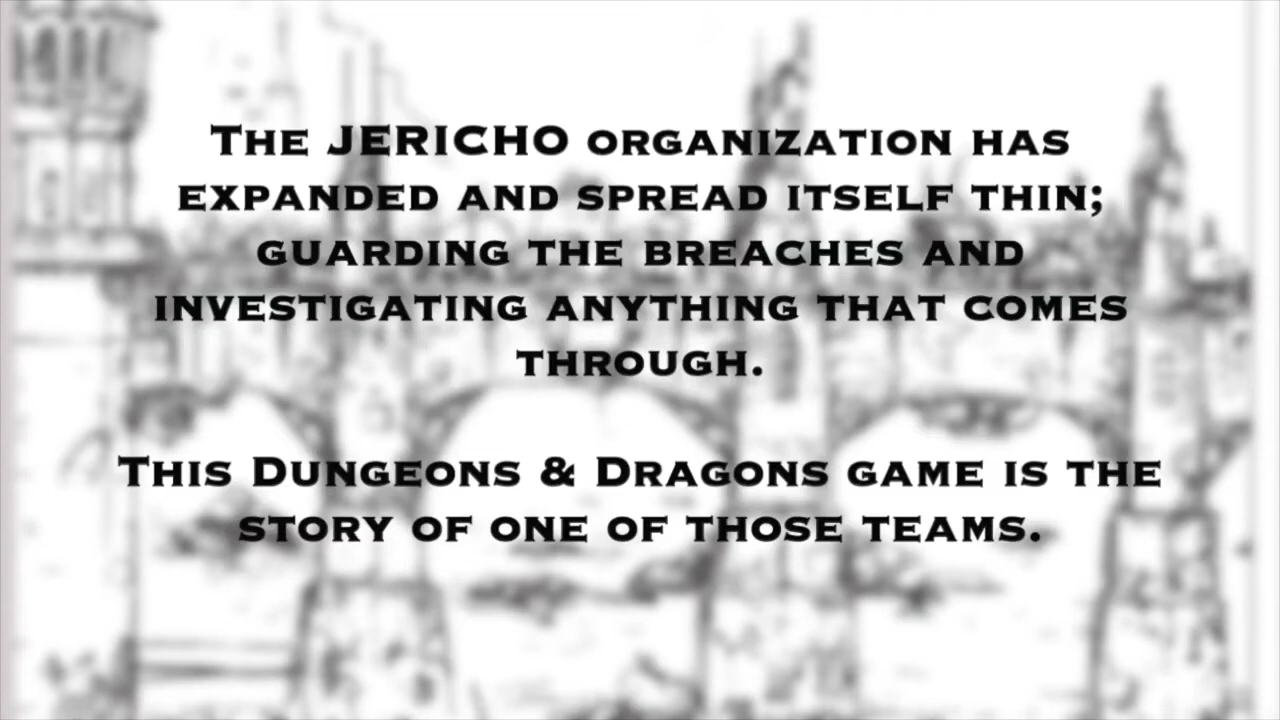 The JERICHO organization has
expanded and spread itself thin;
guarding the breaches and
investigating anything that comes
through.
This Dungeons & Dragons game is the
story of one of those teams.